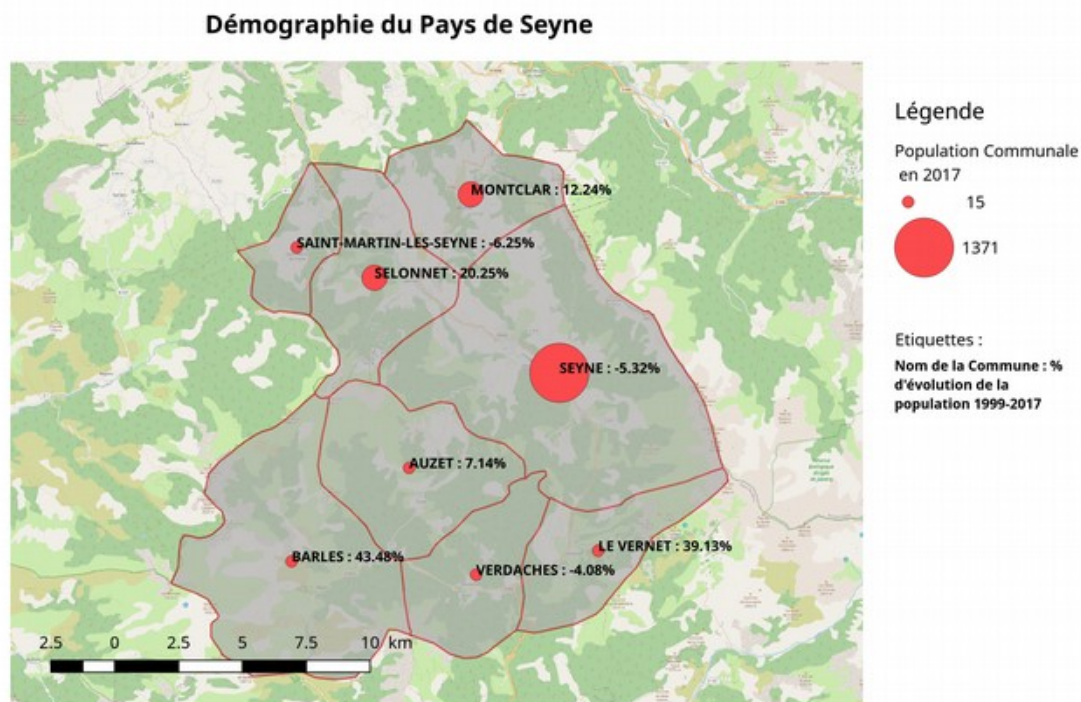 Démographie du Pays de Seyne
MONTCLAR : 12.24%
SAINT-MARTIN-LES-SEYNE : -6.25%
SELONNET : 20.25%
SEYNE : -5.32%
AUZET : 7.14%
BARLES : 43.48%
LE VERNET : 39.13%
VERDACHES : -4.08%
2.5 0 2.5 5 7.5 10 km
Légende
Population Communale
en 2017
15
1371
Etiquettes :
Nom de la Commune : %
d'évolution de la
population 1999-2017